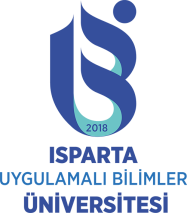 2018
ISPARTA
UYGULAMALI BİLİMLER
ÜNİVERSİTESİ